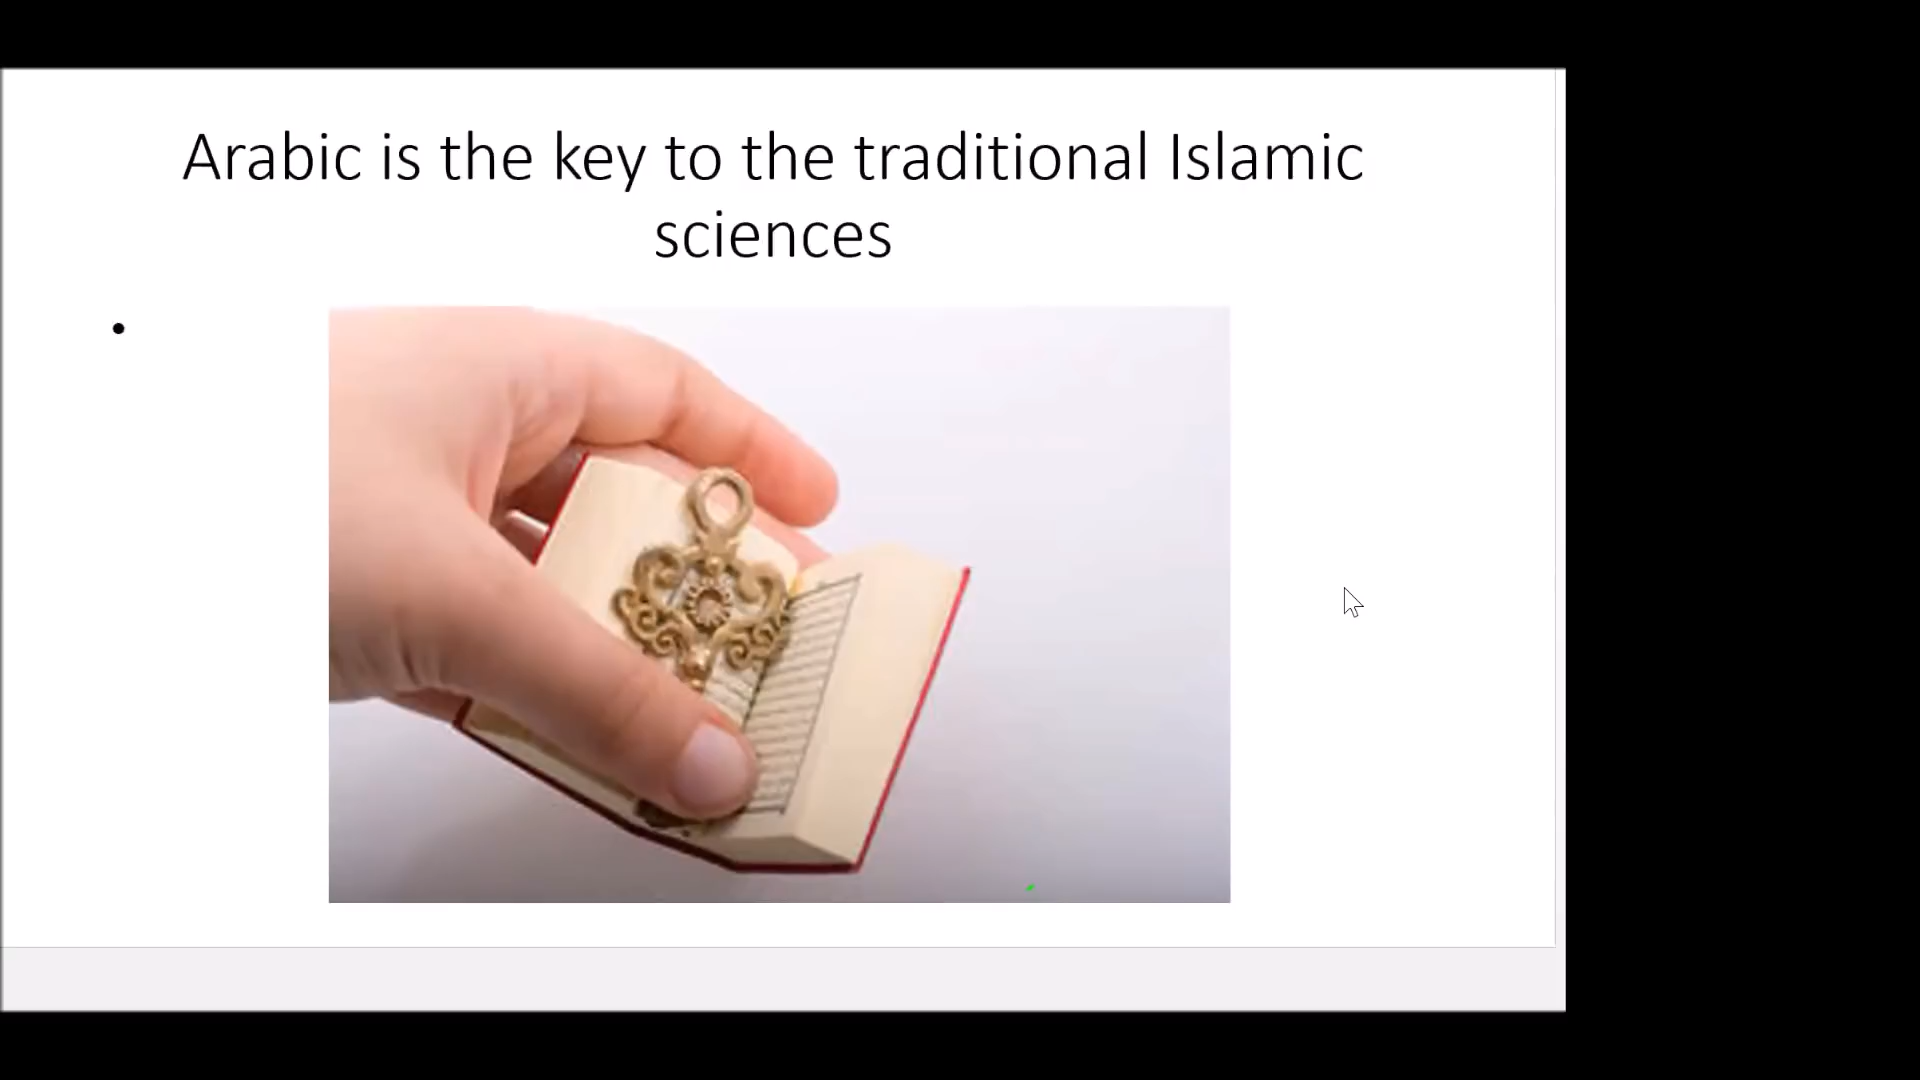 Arabic is the key to the traditional Islamic
sciences